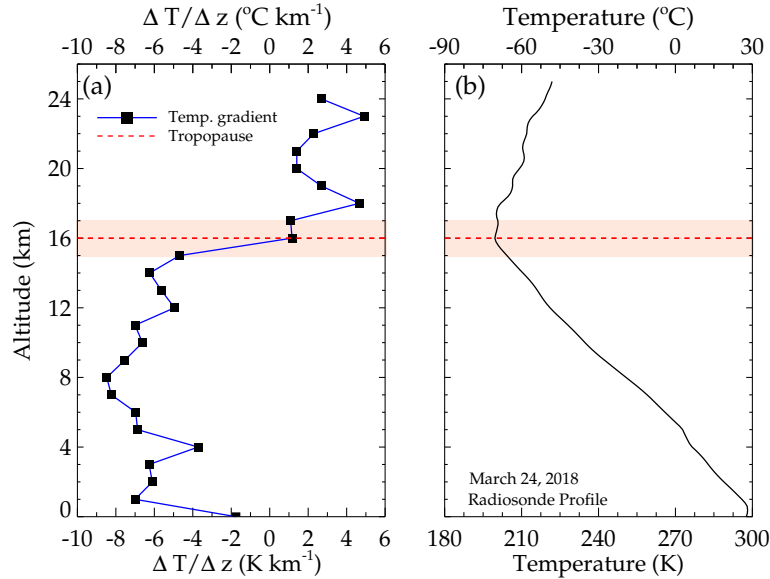 Δ T/Δ z (ºC km⁻¹)
-10 -8 -6 -4 -2 0 2 4 6
(a)
Temp. gradient
Tropopause
24
20
16
12
8
4
0
Altitude (km)
-10 -8 -6 -4 -2 0 2 4 6
Δ T/Δ z (K km⁻¹)
Temperature (ºC)
-90 -60 -30 0 30
(b)
March 24, 2018
Radiosonde Profile
180 210 240 270 300
Temperature (K)